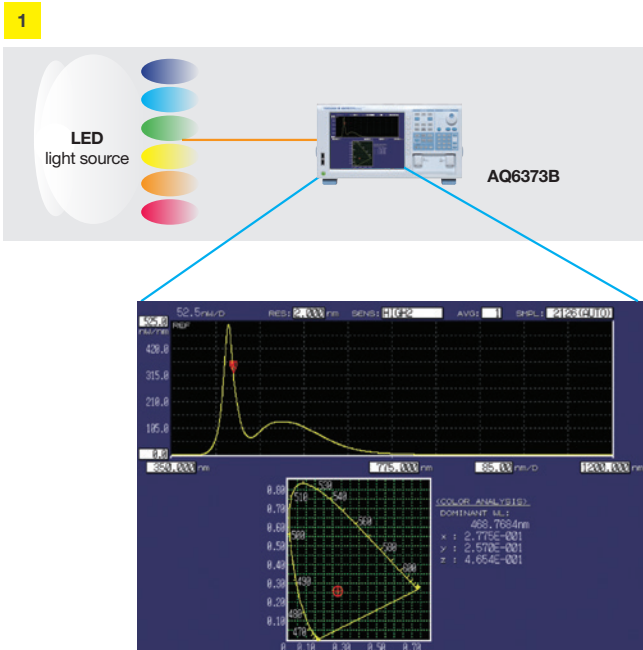 1
LED
light source
AQ6373B
52.5nW/D RES: 2.000 nm SENS: HIGH2 AVG: 1 SMPL: 2126(AUTO)
525.0
nW/nm
REF
420.0
315.0
210.0
105.0
0.0
350.000 nm 775.000 nm 85.00 nm/D 1200.000 nm
0.80
0.70
0.60
0.50
0.40
0.30
0.20
0.10
0 0.10 0.30 0.50 0.70
510
530
540
560
580
600
500
490
480
470
<COLOR ANALYSIS>
DOMINANT WL:
468.7684nm
x : 2.775E-001
y : 2.570E-001
z : 4.654E-001